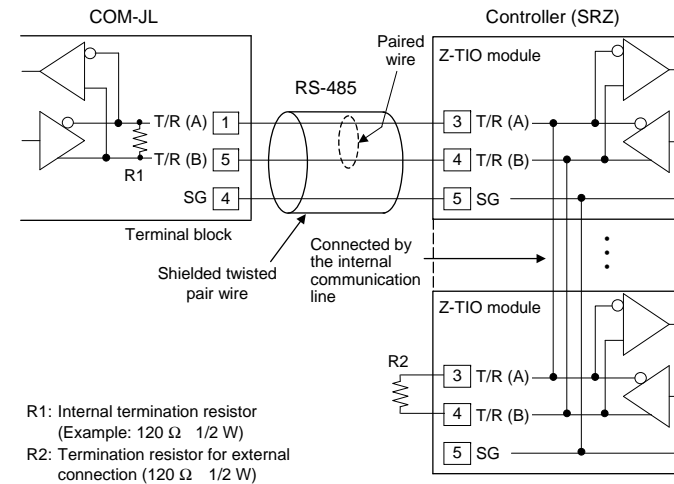 COM-JL
Controller (SRZ)
Paired
wire
Z-TIO module
RS-485
T/R (A) 1
3 T/R (A)
T/R (B) 5
4 T/R (B)
R1
SG 4
5 SG
Terminal block
Shielded twisted
pair wire
Connected by
the internal
communication
line
Z-TIO module
R2
3 T/R (A)
4 T/R (B)
5 SG
R1: Internal termination resistor
(Example: 120 Ω 1/2 W)
R2: Termination resistor for external
connection (120 Ω 1/2 W)